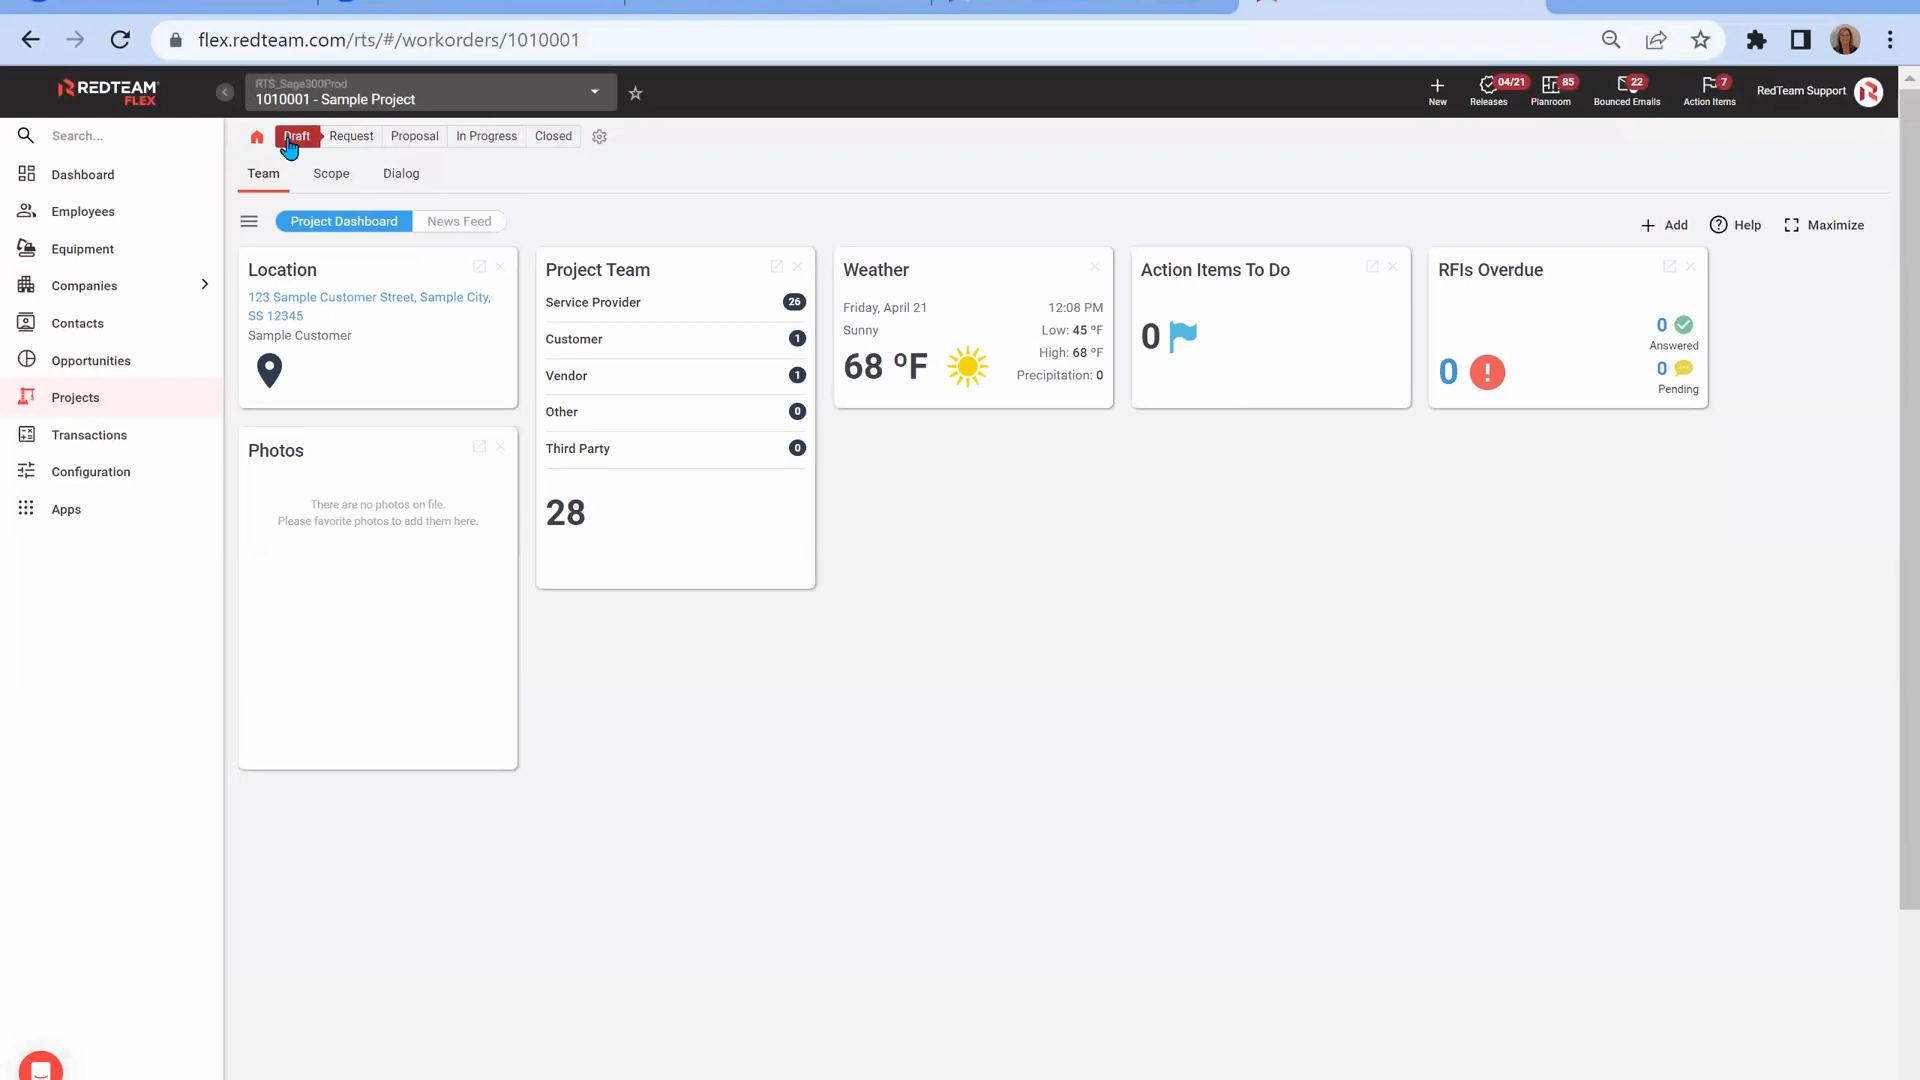 flex.redteam.com/rts/#/workorders/1010001
REDTEAM
FLEX
RTS_Sage300Prod
1010001 - Sample Project
New
04/21
Releases
85
Planroom
22
Bounced Emails
7
Action Items
RedTeam Support
Search...
Draft
Request
Proposal
In Progress
Closed
Team
Scope
Dialog
Dashboard
Employees
Equipment
Companies
Contacts
Opportunities
Projects
Transactions
Configuration
Apps
Project Dashboard
News Feed
Add
Help
Maximize
Location
123 Sample Customer Street, Sample City,
SS 12345
Sample Customer
Photos
There are no photos on file.
Please favorite photos to add them here.
Project Team
Service Provider 26
Customer 1
Vendor 1
Other 0
Third Party 0
28
Weather
Friday, April 21 12:08 PM
Sunny Low: 45 ºF
68 ºF High: 68 ºF
Precipitation: 0
Action Items To Do
0
RFIs Overdue
0
Answered
0
0
Pending